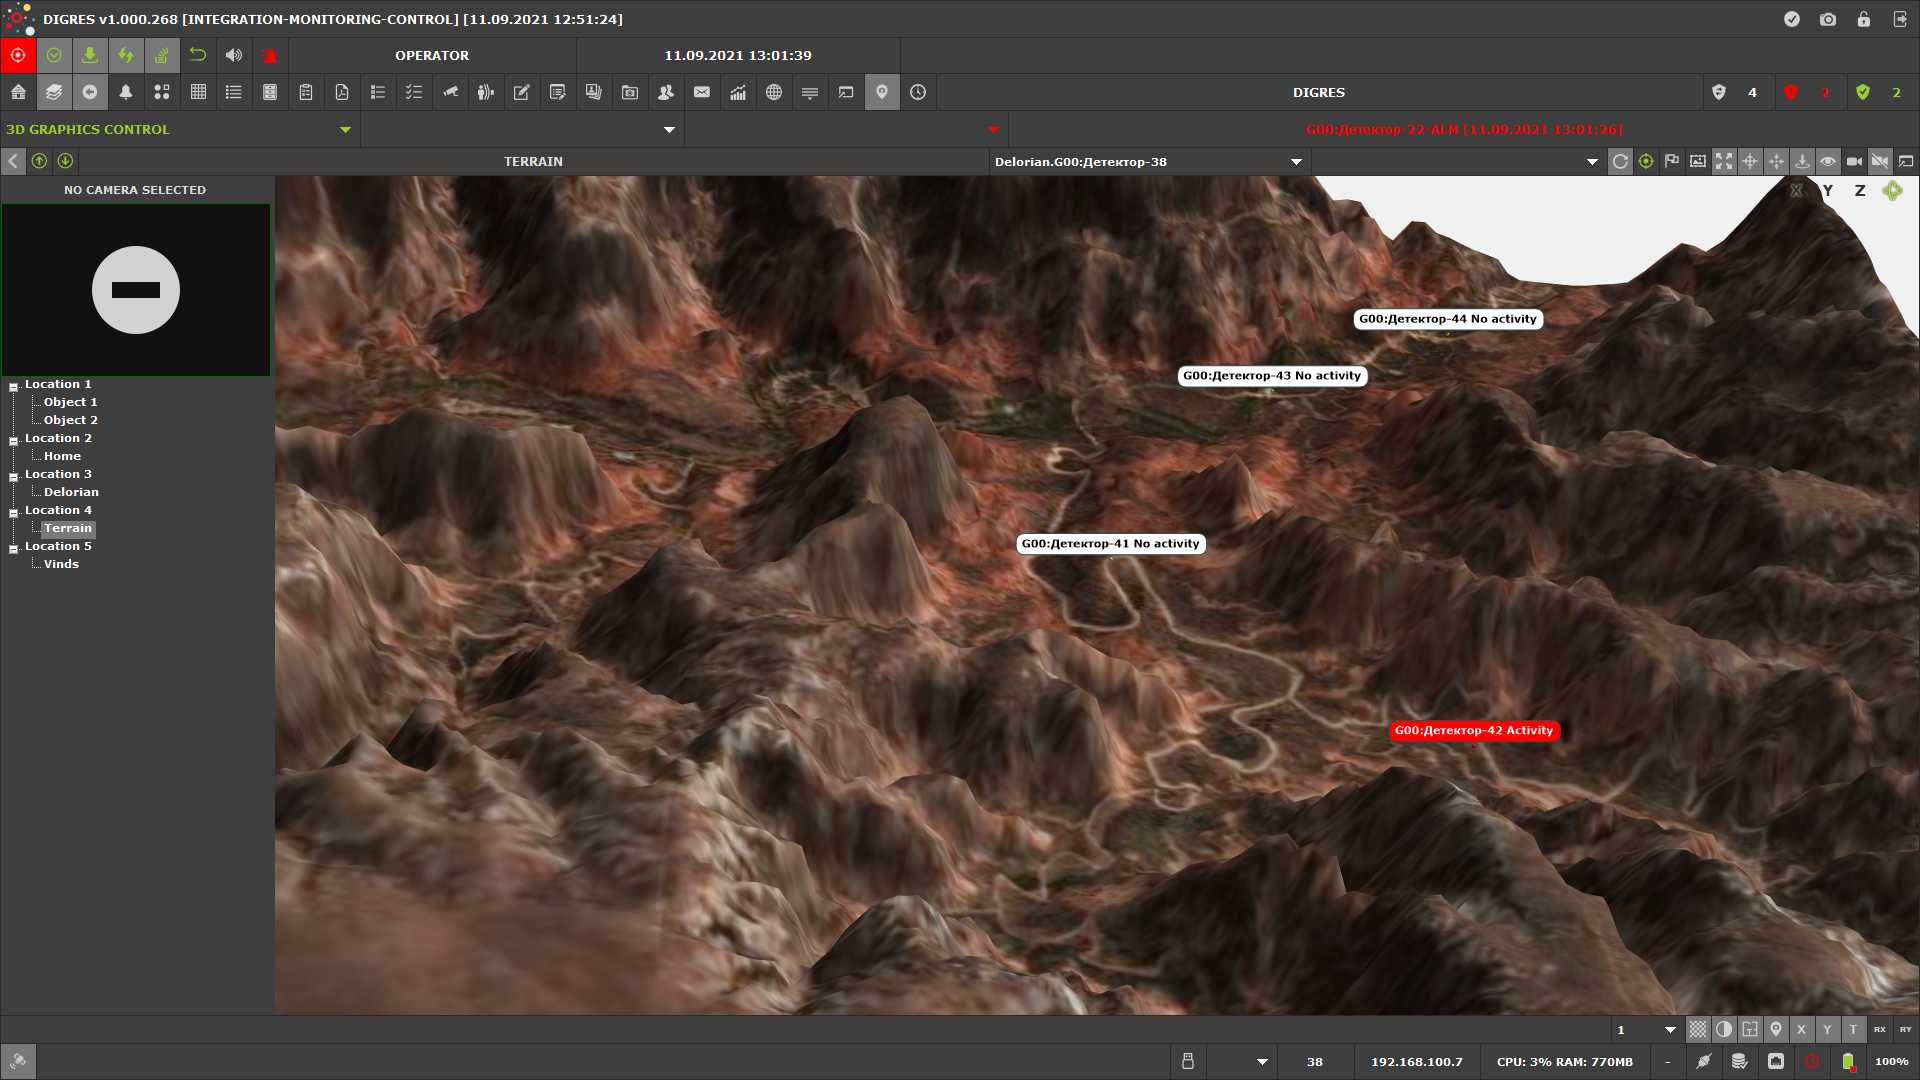 DIGRES v1.000.268 [INTEGRATION-MONITORING-CONTROL] [11.09.2021 12:51:24]
OPERATOR
11.09.2021 13:01:39
DIGRES
4
2
2
3D GRAPHICS CONTROL
G00:Детектор-22-ALM [11.09.2021 13:01:26]
TERRAIN
Delorian.G00:Детектор-38
NO CAMERA SELECTED
X Y Z
Location 1
Object 1
Object 2
Location 2
Home
Location 3
Delorian
Location 4
Terrain
Location 5
Vinds
G00:Детектор-44 No activity
G00:Детектор-43 No activity
G00:Детектор-41 No activity
G00:Детектор-42 Activity
1
X Y T RX RY
38
192.168.100.7
CPU: 3% RAM: 770MB
-
100%